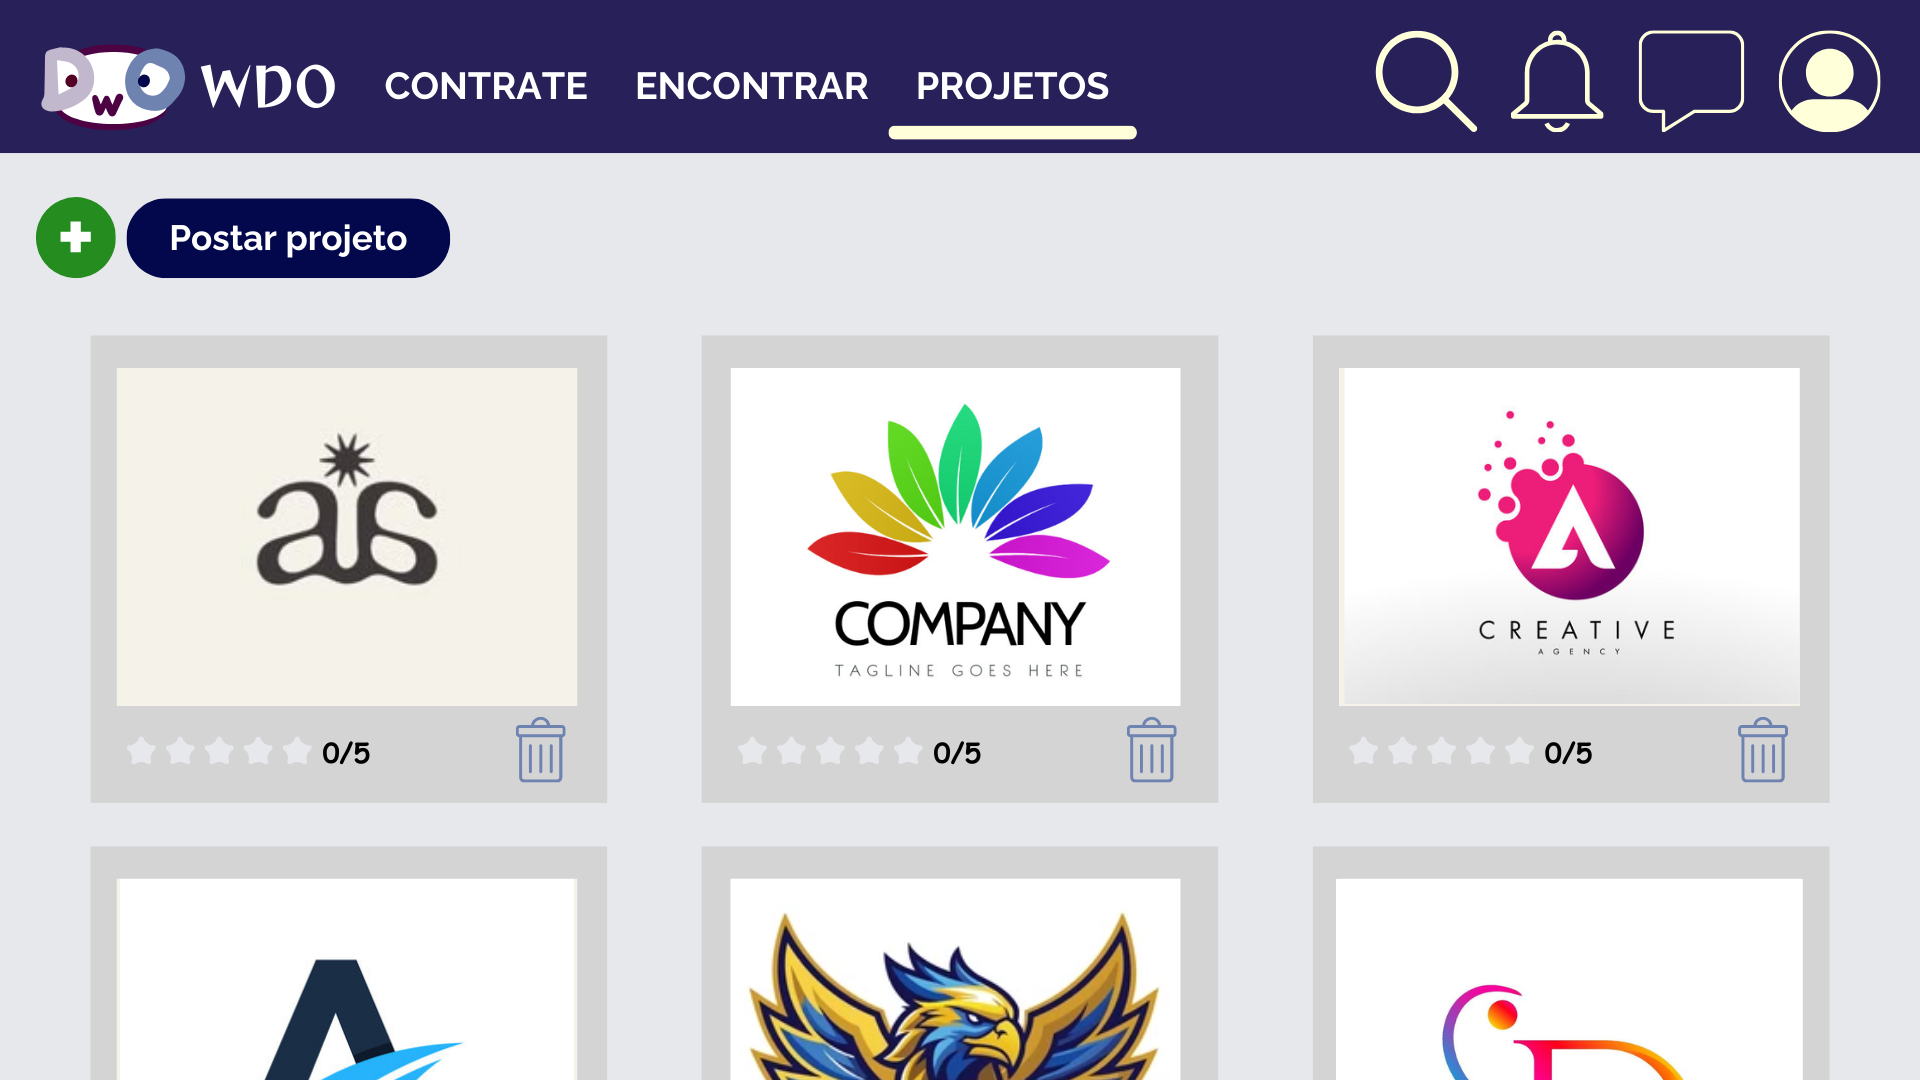 DwO WDO CONTRATE ENCONTRAR PROJETOS
Postar projeto
as
COMPANY
TAGLINE GOES HERE
A
CREATIVE
AGENCY
0/5
0/5
0/5
A